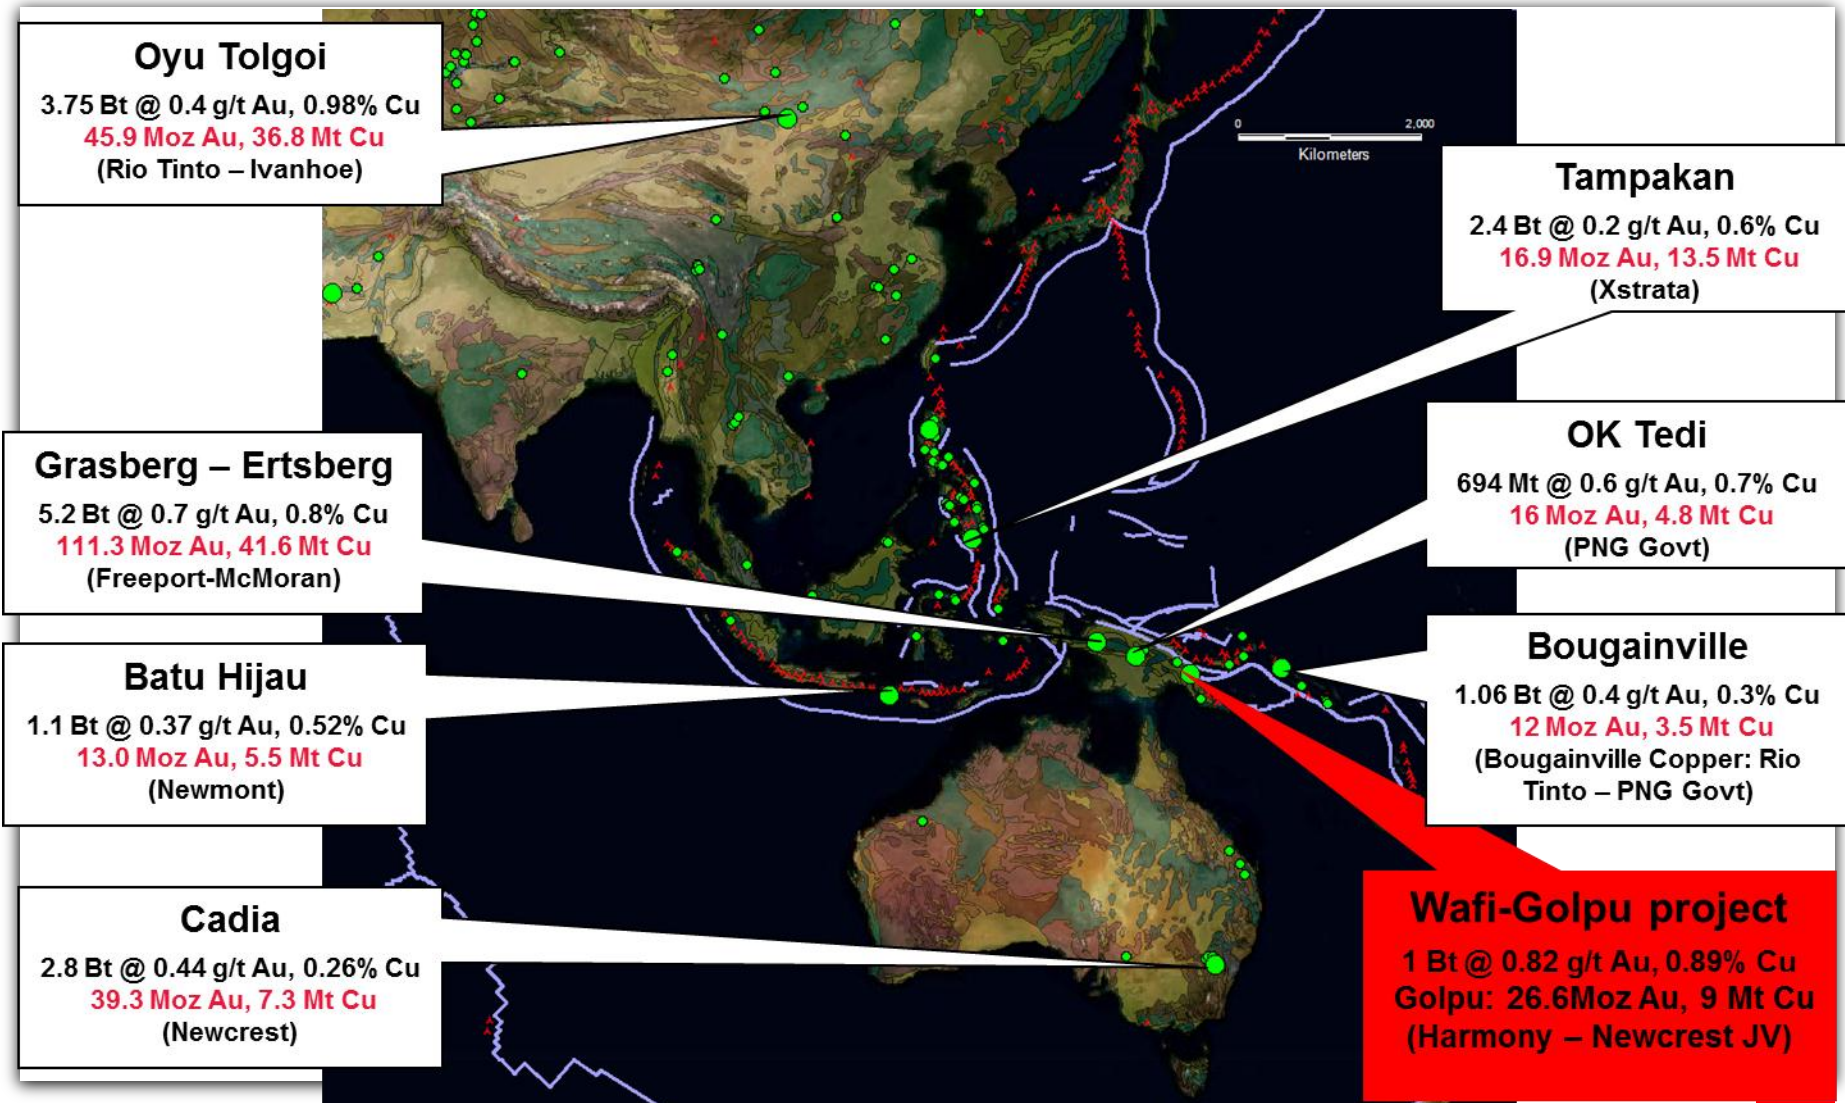 Oyu Tolgoi
3.75 Bt @ 0.4 g/t Au, 0.98% Cu
45.9 Moz Au, 36.8 Mt Cu
(Rio Tinto – Ivanhoe)
0 2,000
Kilometers
Tampakan
2.4 Bt @ 0.2 g/t Au, 0.6% Cu
16.9 Moz Au, 13.5 Mt Cu
(Xstrata)
Grasberg – Ertsberg
5.2 Bt @ 0.7 g/t Au, 0.8% Cu
111.3 Moz Au, 41.6 Mt Cu
(Freeport-McMoran)
OK Tedi
694 Mt @ 0.6 g/t Au, 0.7% Cu
16 Moz Au, 4.8 Mt Cu
(PNG Govt)
Batu Hijau
1.1 Bt @ 0.37 g/t Au, 0.52% Cu
13.0 Moz Au, 5.5 Mt Cu
(Newmont)
Bougainville
1.06 Bt @ 0.4 g/t Au, 0.3% Cu
12 Moz Au, 3.5 Mt Cu
(Bougainville Copper: Rio
Tinto – PNG Govt)
Cadia
2.8 Bt @ 0.44 g/t Au, 0.26% Cu
39.3 Moz Au, 7.3 Mt Cu
(Newcrest)
Wafi-Golpu project
1 Bt @ 0.82 g/t Au, 0.89% Cu
Golpu: 26.6Moz Au, 9 Mt Cu
(Harmony – Newcrest JV)